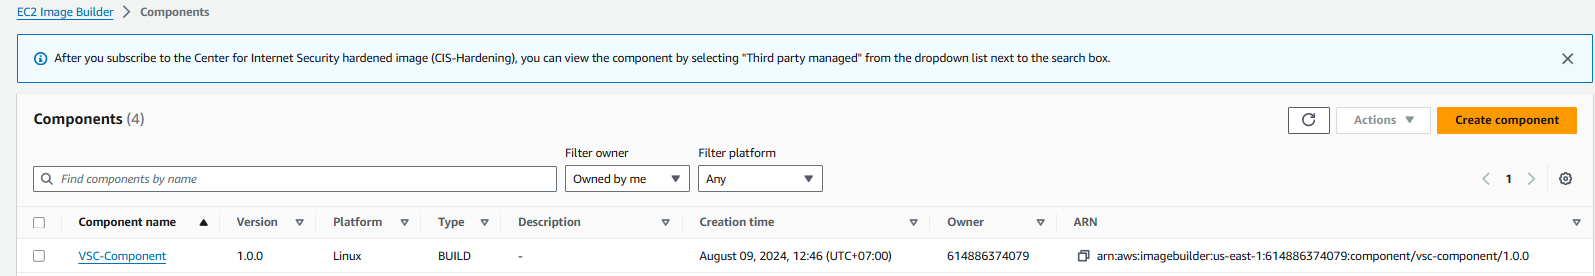 EC2 Image Builder > Components
After you subscribe to the Center for Internet Security hardened image (CIS-Hardening), you can view the component by selecting "Third party managed" from the dropdown list next to the search box.
Components (4)
Actions
Create component
Filter owner
Filter platform
Find components by name
Owned by me
Any
1
Component name
Version
Platform
Type
Description
Creation time
Owner
ARN
VSC-Component
1.0.0
Linux
BUILD
-
August 09, 2024, 12:46 (UTC+07:00)
614886374079
arn:aws:imagebuilder:us-east-1:614886374079:component/vsc-component/1.0.0